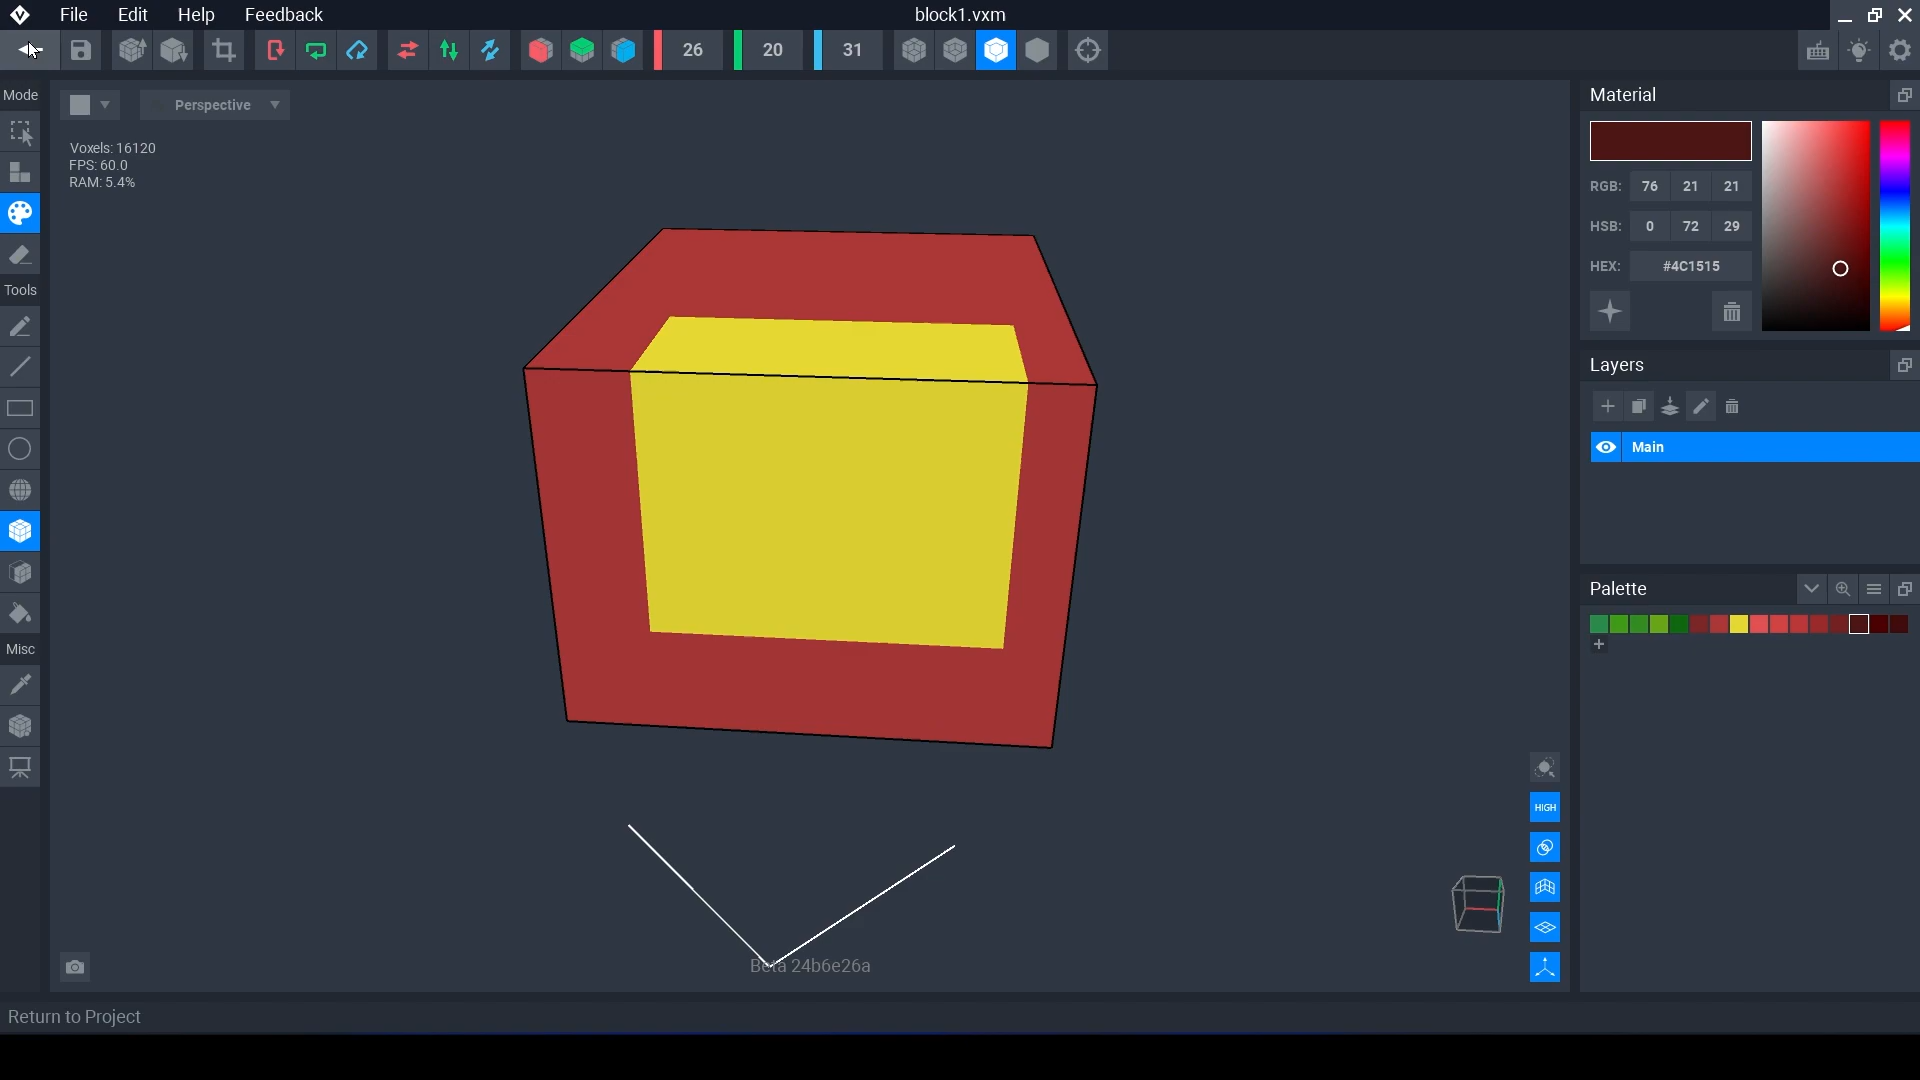 File Edit Help Feedback block1.vxm
26 20 31
Mode
Tools
Misc
Perspective
Voxels: 16120
FPS: 60.0
RAM: 5.4%
Beta 24b6e26a
HIGH
Material
RGB: 76 21 21
HSB: 0 72 29
HEX: #4C1515
Layers
Main
Palette
Return to Project